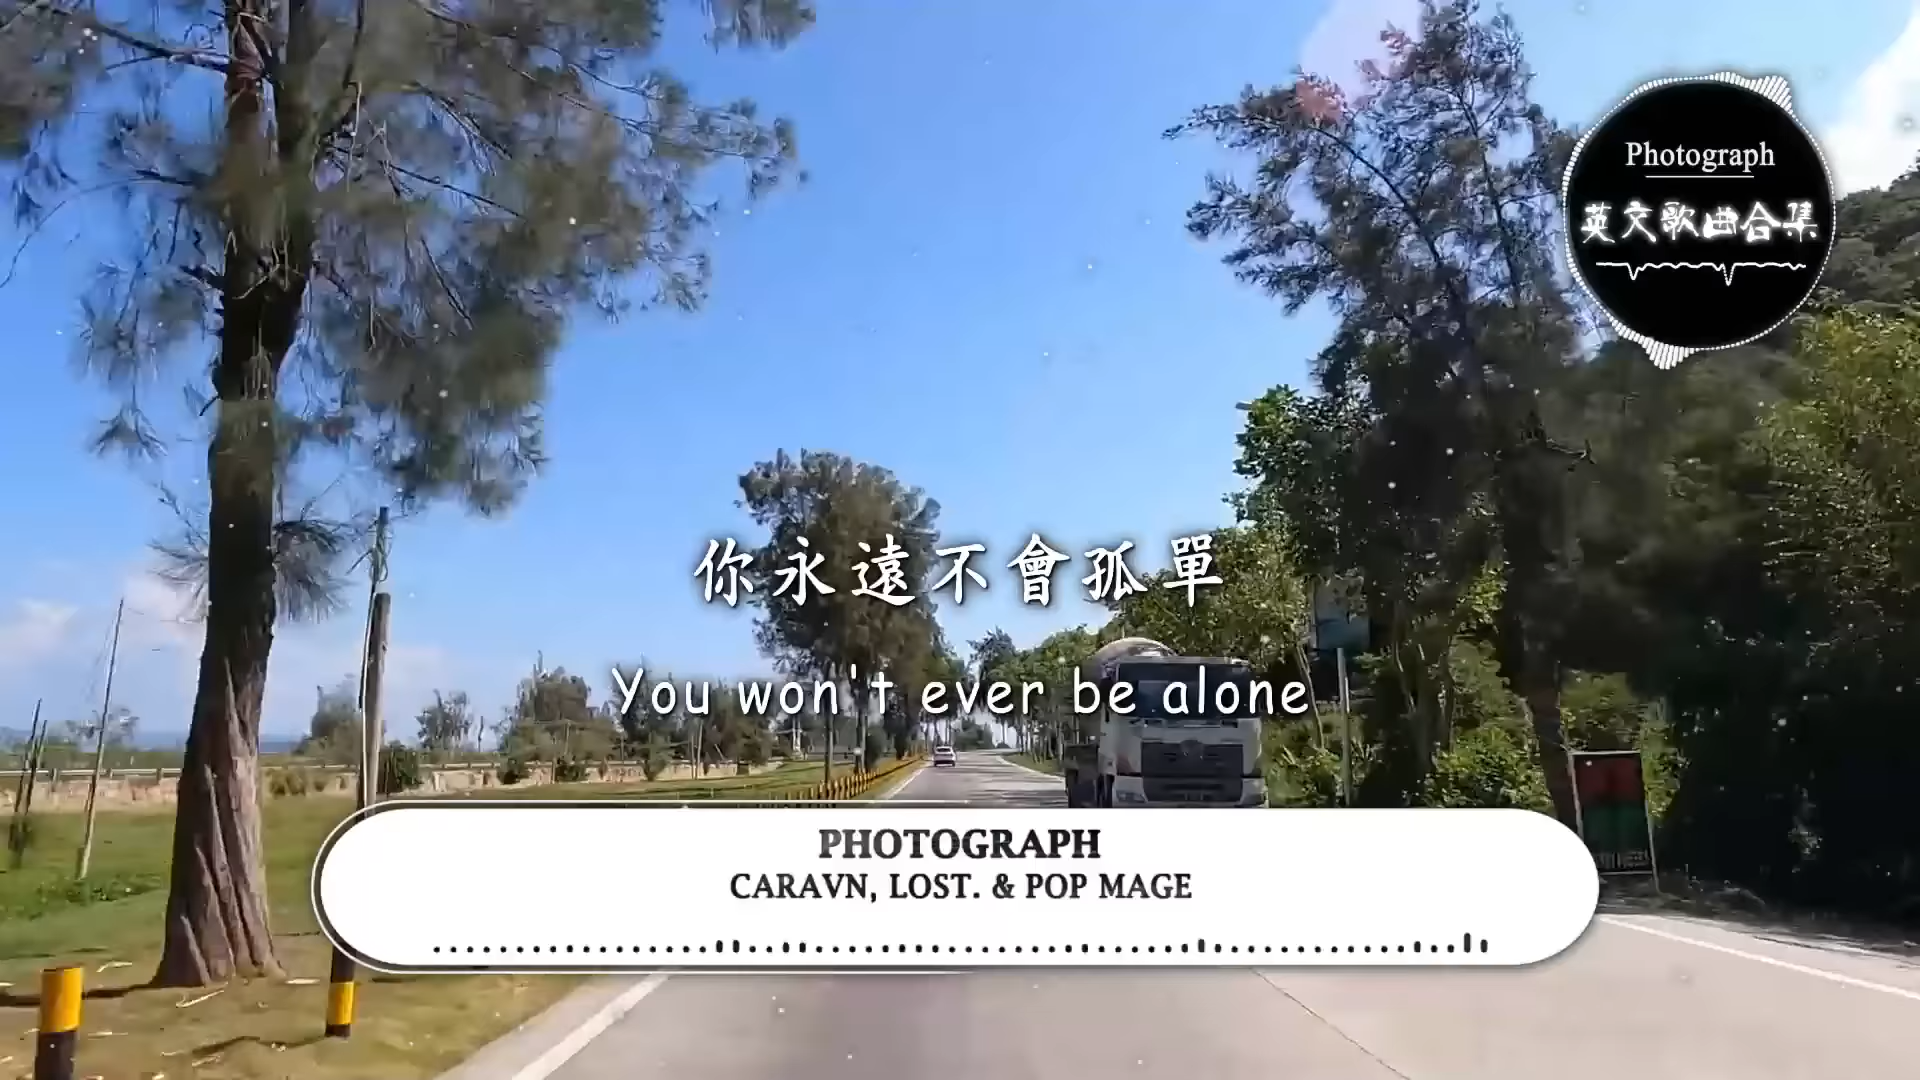 Photograph
英文歌曲合集
你永遠不會孤單
You won't ever be alone
PHOTOGRAPH
CARAVN, LOST. & POP MAGE